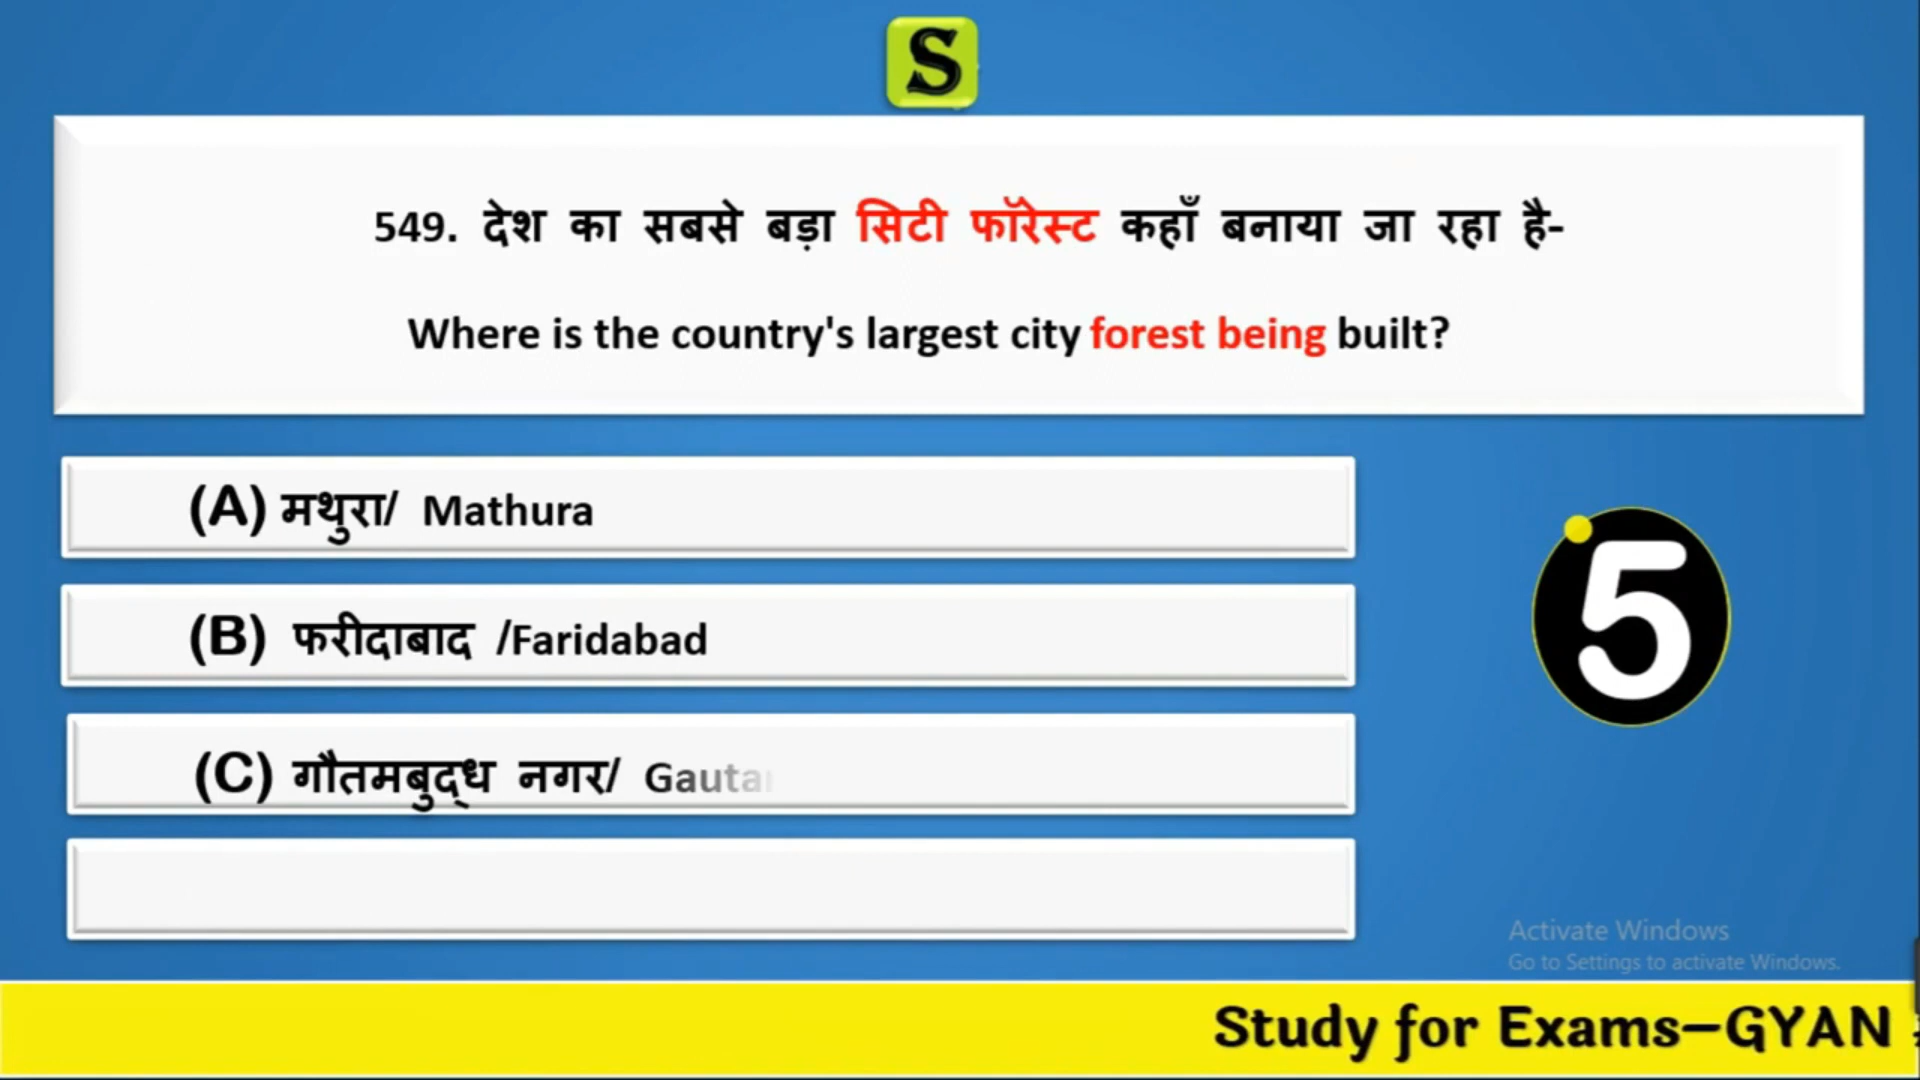 S
549. देश का सबसे बड़ा सिटी फॉरेस्ट कहाँ बनाया जा रहा है-
Where is the country's largest city forest being built?
(A) मथुरा/ Mathura
(B) फरीदाबाद /Faridabad
(C) गौतमबुद्ध नगर/ Gauta
5
Activate Windows
Go to Settings to activate Windows.
Study for Exams—GYAN